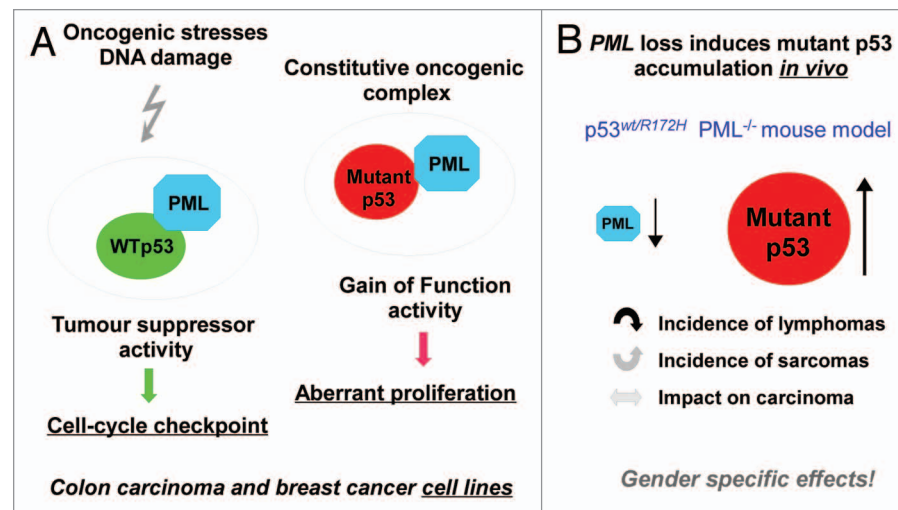 A
Oncogenic stresses
DNA damage
PML
WTp53
Tumour suppressor
activity
Cell-cycle checkpoint
Constitutive oncogenic
complex
Mutant
p53
PML
Gain of Function
activity
Aberrant proliferation
Colon carcinoma and breast cancer cell lines
B
PML loss induces mutant p53
accumulation in vivo
p53wt/R172H PML-/- mouse model
PML
Mutant
p53
Incidence of lymphomas
Incidence of sarcomas
Impact on carcinoma
Gender specific effects!